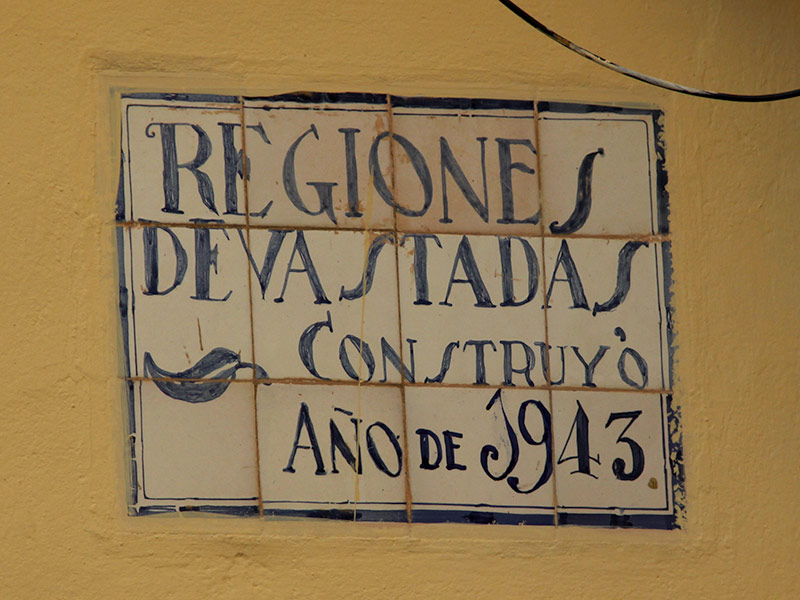 REGIONES
DEVASTADAS
CONSTRUYÓ
AÑO DE 1943